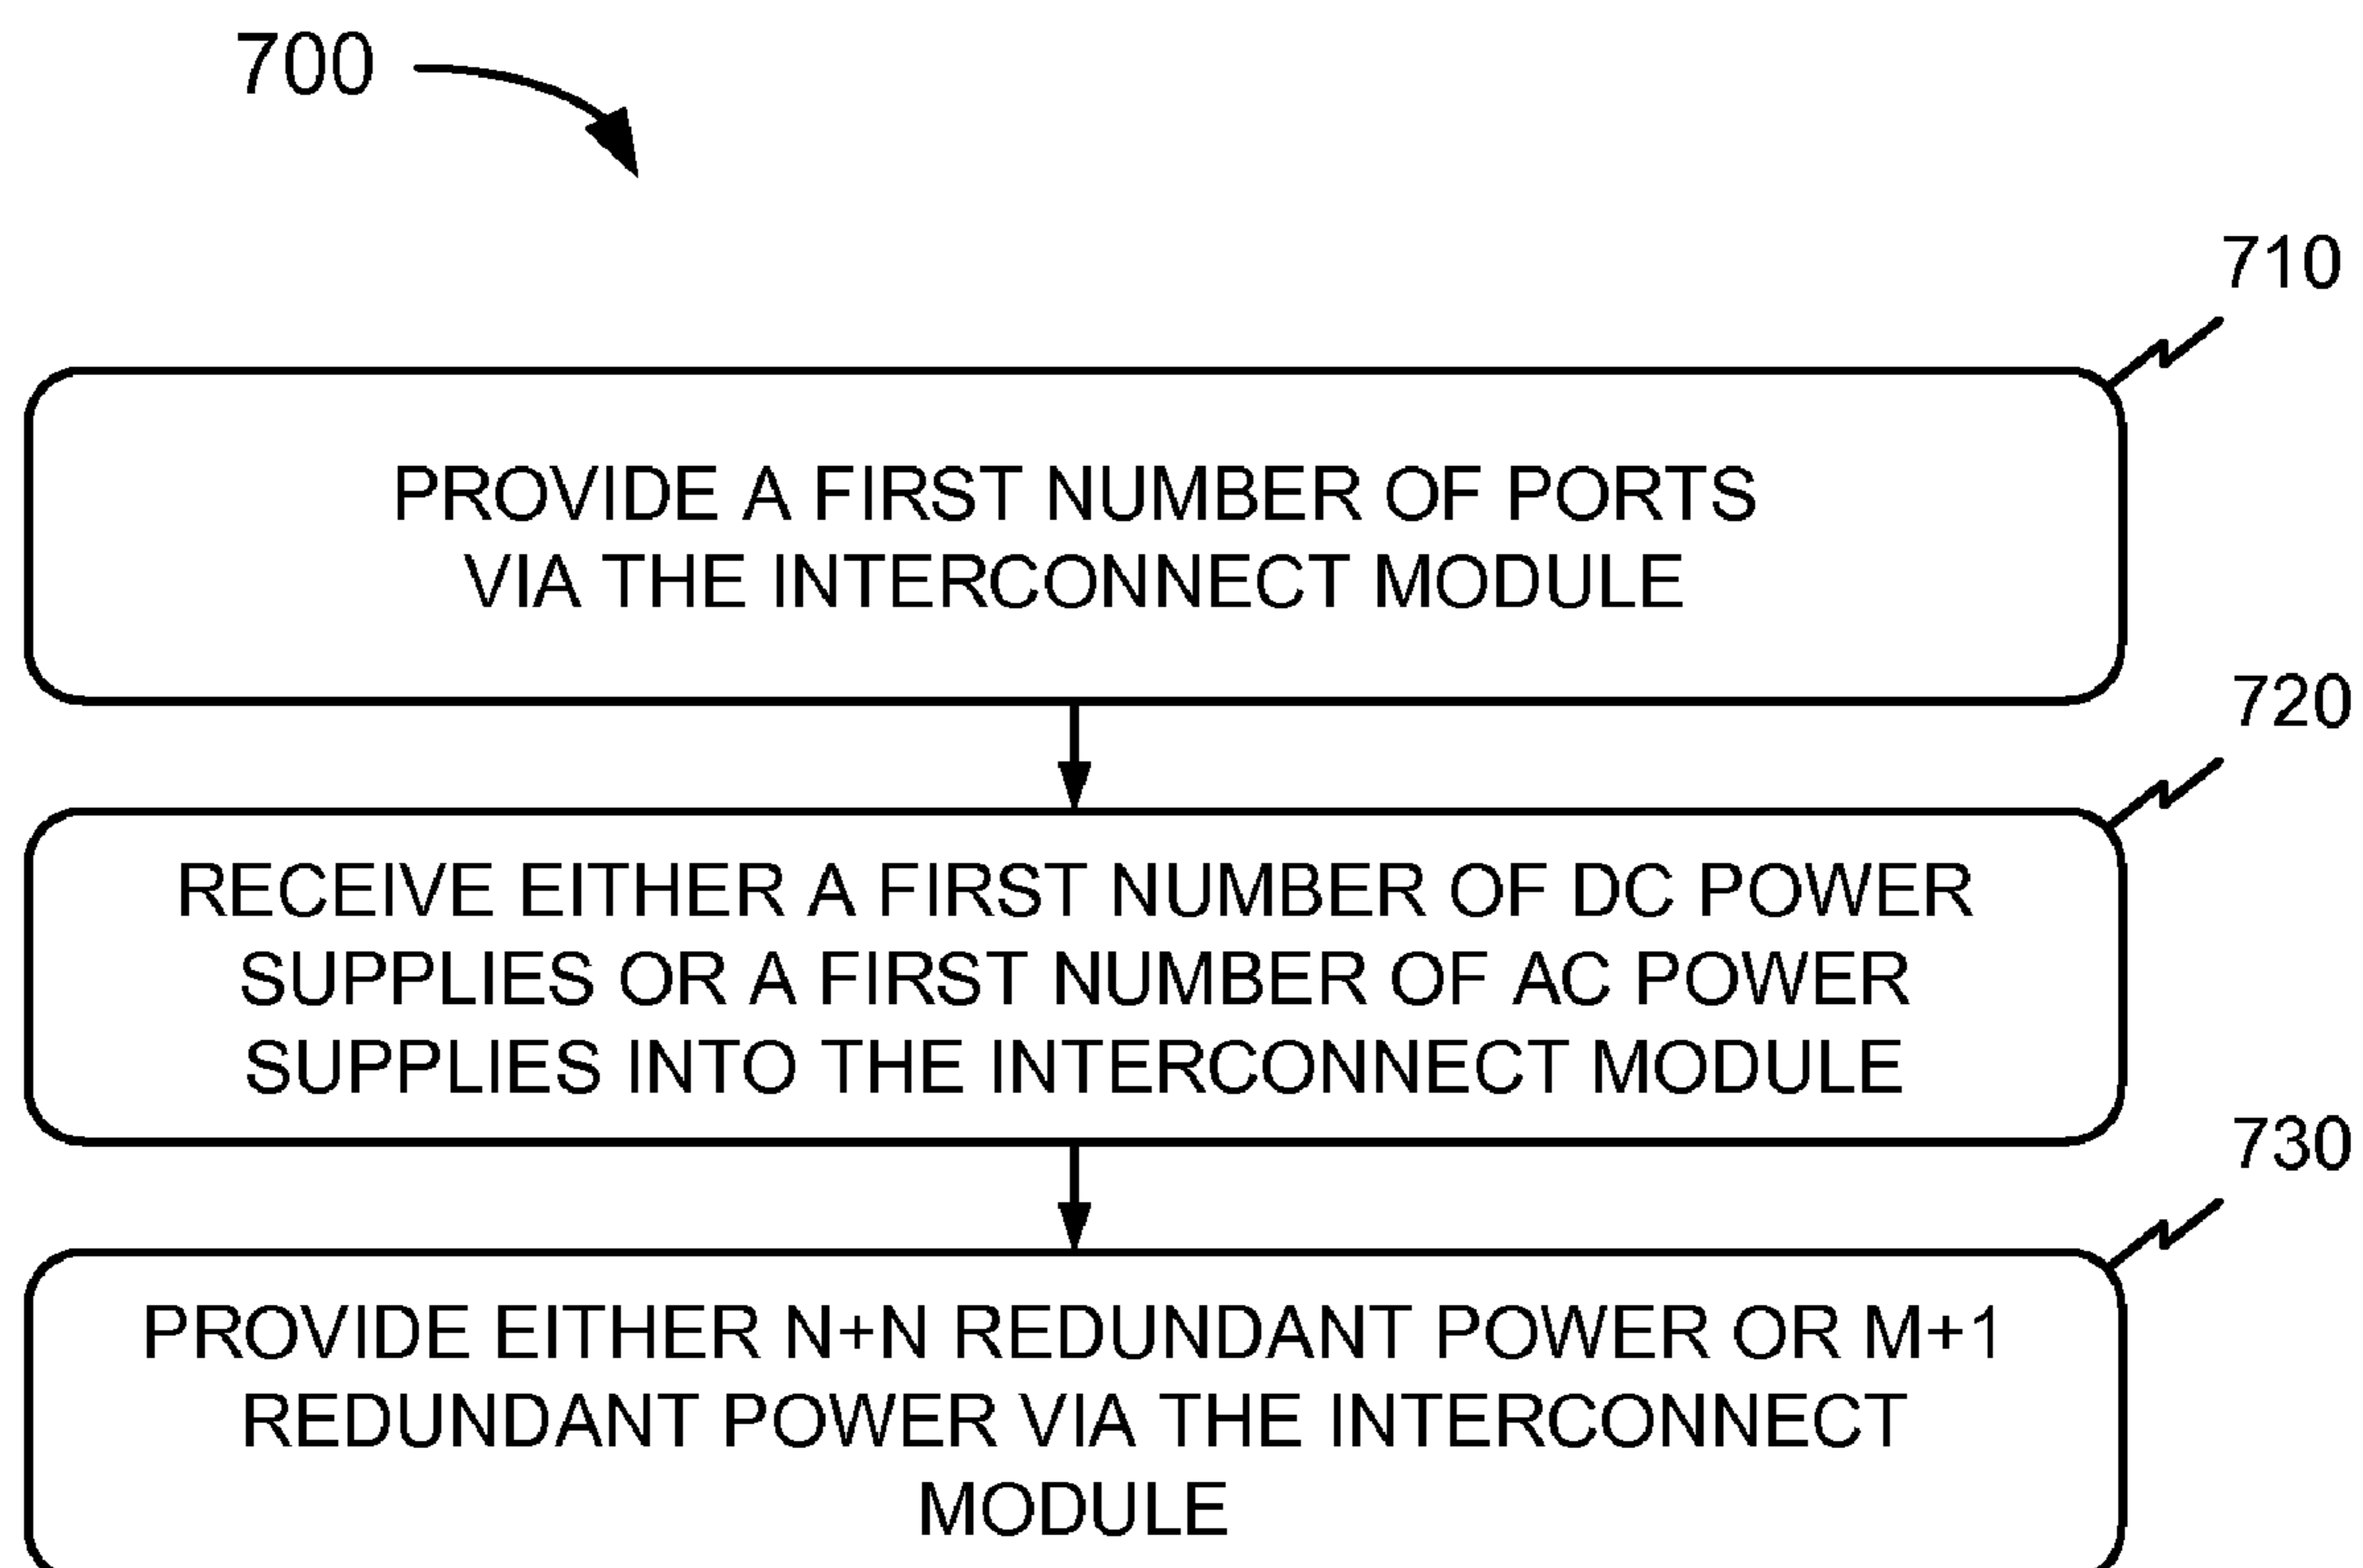 700
710
PROVIDE A FIRST NUMBER OF PORTS
VIA THE INTERCONNECT MODULE
720
RECEIVE EITHER A FIRST NUMBER OF DC POWER
SUPPLIES OR A FIRST NUMBER OF AC POWER
SUPPLIES INTO THE INTERCONNECT MODULE
730
PROVIDE EITHER N+N REDUNDANT POWER OR M+1
REDUNDANT POWER VIA THE INTERCONNECT
MODULE